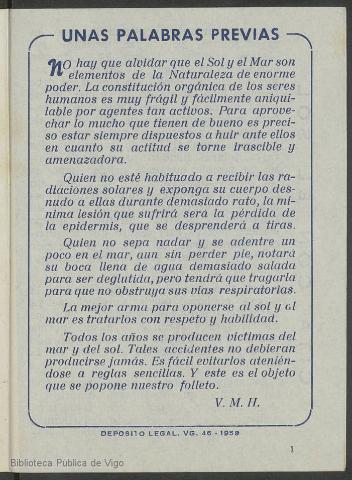 UNAS PALABRAS PREVIAS
NO hay que alvidar que el Sol y el Mar son
elementos de la Naturaleza de enorme
poder. La constitución orgánica de los seres
humanos es muy frágil y fácilmente aniqui-
lable por agentes tan activos. Para aprove-
char lo mucho que tienen de bueno es preci-
so estar siempre dispuestos a huir ante ellos
en cuanto su actitud se torne irascible y
amenazadora.
Quien no esté habituado a recibir las ra-
diaciones solares y exponga su cuerpo des-
nudo a ellas durante demasiado rato, la mí-
nima lesión que sufrirá será la pérdida de
la epidermis, que se desprenderá a tiras.
Quien no sepa nadar y se adentre un
poco en el mar, aun sin perder pie, notará
su boca llena de agua demasiado salada
para ser deglutida, pero tendrá que tragarla
para que no obstruya sus vías respiratorias.
La mejor arma para oponerse al sol y al
mar es tratarlos con respeto y habilidad.
Todos los años se producen víctimas del
mar y del sol. Tales accidentes no debieran
producirse jamás. Es fácil evitarlos atenién-
dose a reglas sencillas. Y este es el objeto
que se popone nuestro folleto.
V. M. H.
DEPOSITO LEGAL. VG. 46 - 1959
1
Biblioteca Pública de Vigo